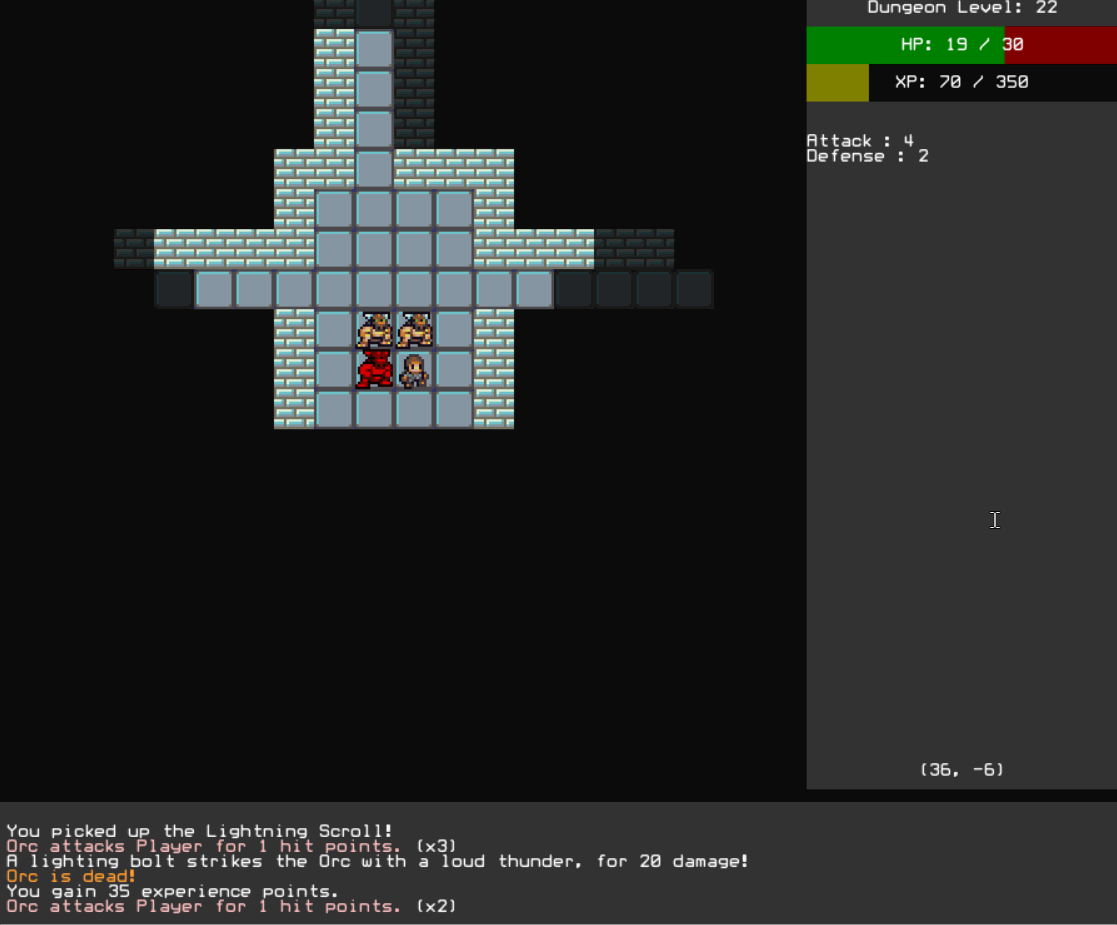 Dungeon Level: 22
HP: 19 / 30
XP: 70 / 350
Attack : 4
Defense : 2
(36, -6)
You picked up the Lightning Scroll!
Orc attacks Player for 1 hit points. (x3)
A lighting bolt strikes the Orc with a loud thunder, for 20 damage!
Orc is dead!
You gain 35 experience points.
Orc attacks Player for 1 hit points. (x2)